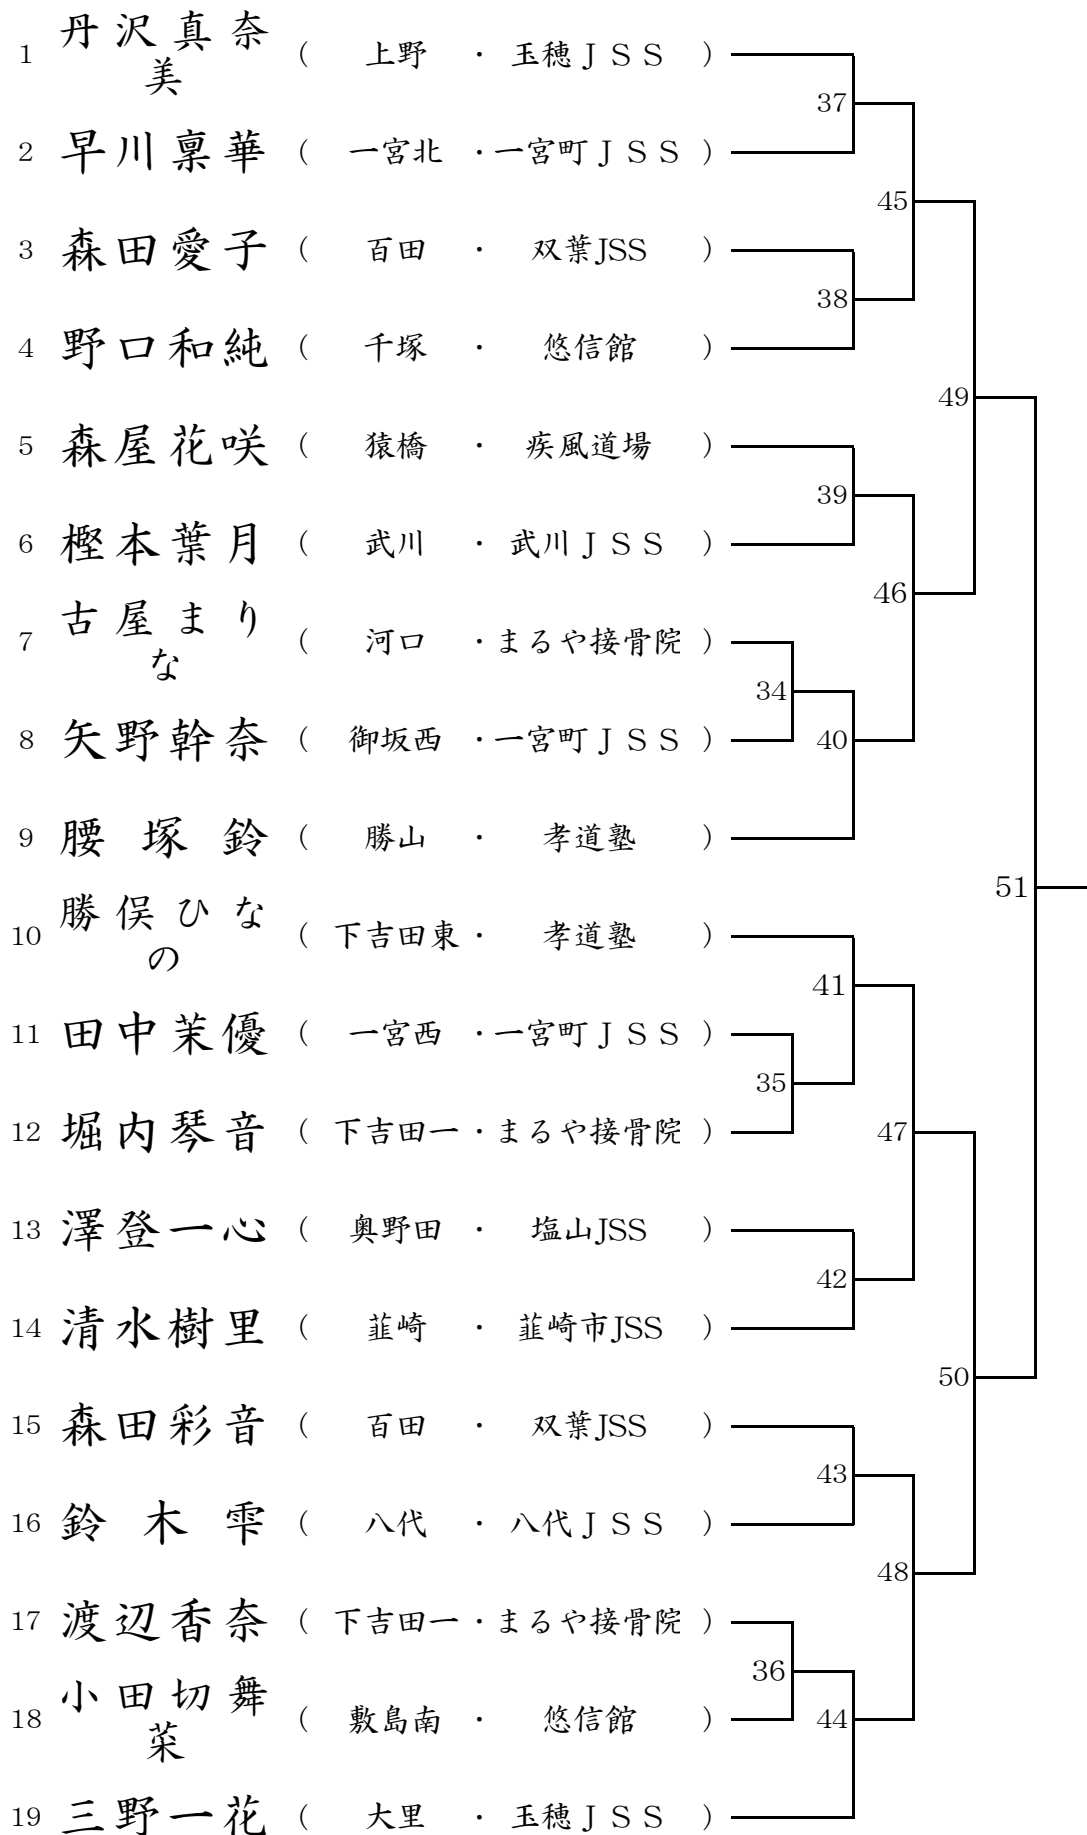 1 丹沢真奈美 ( 上野 ・ 玉穂ＪＳＳ )
37
2 早川稟華 ( 一宮北 ・ 一宮町ＪＳＳ )
45
3 森田愛子 ( 百田 ・ 双葉JSS )
38
4 野口和純 ( 千塚 ・ 悠信館 )
49
5 森屋花咲 ( 猿橋 ・ 疾風道場 )
39
6 樫本葉月 ( 武川 ・ 武川ＪＳＳ )
46
7 古屋まりな ( 河口 ・ まるや接骨院 )
34
8 矢野幹奈 ( 御坂西 ・ 一宮町ＪＳＳ )
40
9 腰塚鈴 ( 勝山 ・ 孝道塾 )
51
10 勝俣ひなの ( 下吉田東 ・ 孝道塾 )
41
11 田中茉優 ( 一宮西 ・ 一宮町ＪＳＳ )
35
12 堀内琴音 ( 下吉田一 ・ まるや接骨院 )
47
13 澤登一心 ( 奥野田 ・ 塩山JSS )
42
14 清水樹里 ( 韮崎 ・ 韮崎市JSS )
50
15 森田彩音 ( 百田 ・ 双葉JSS )
43
16 鈴木雫 ( 八代 ・ 八代ＪＳＳ )
48
17 渡辺香奈 ( 下吉田一 ・ まるや接骨院 )
36
18 小田切舞菜 ( 敷島南 ・ 悠信館 )
44
19 三野一花 ( 大里 ・ 玉穂ＪＳＳ )